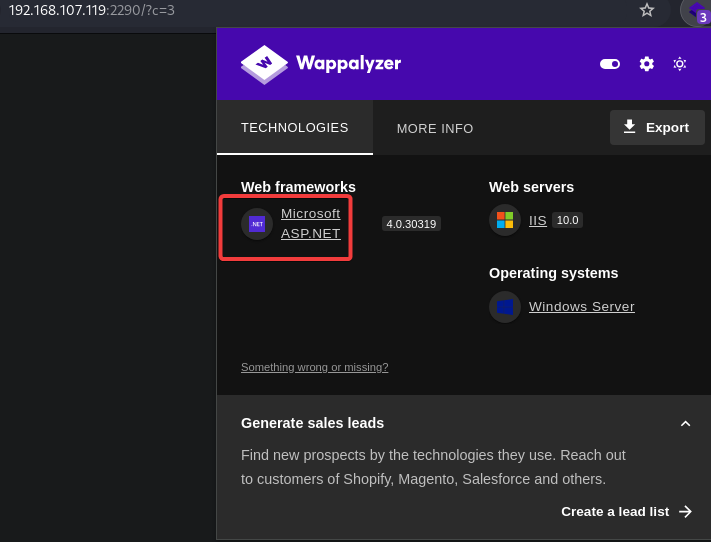 192.168.107.119:2290/?c=3
3
Wappalyzer
TECHNOLOGIES
MORE INFO
Export
Web frameworks
.NET
Microsoft
ASP.NET
4.0.30319
Web servers
IIS
10.0
Operating systems
Windows Server
Something wrong or missing?
Generate sales leads
Find new prospects by the technologies they use. Reach out
to customers of Shopify, Magento, Salesforce and others.
Create a lead list